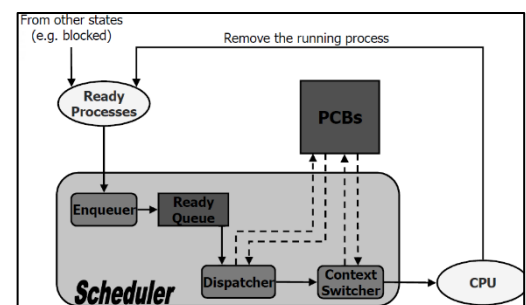 From other states
(e.g. blocked)
Remove the running process
Ready
Processes
PCBs
Enqueuer
Ready
Queue
Dispatcher
Context
Switcher
CPU
Scheduler